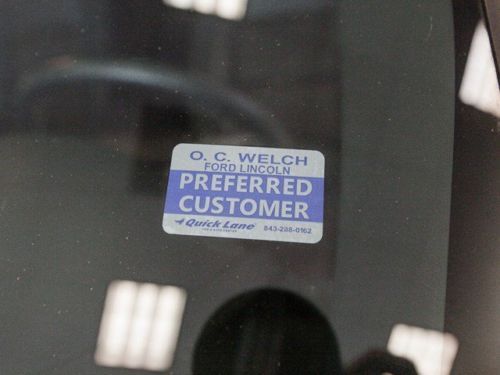 O. C. WELCH
FORD LINCOLN
PREFERRED
CUSTOMER
Quick Lane 843-288-0162